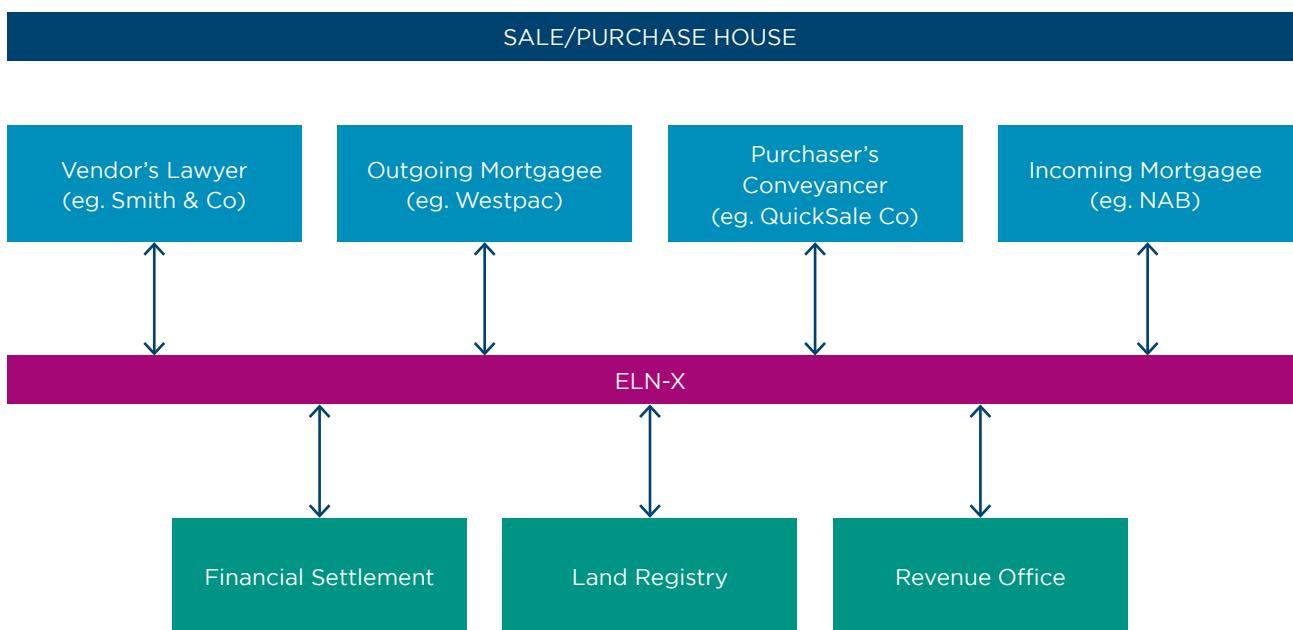 SALE/PURCHASE HOUSE
Vendor’s Lawyer
(eg. Smith & Co)
Outgoing Mortgagee
(eg. Westpac)
Purchaser’s
Conveyancer
(eg. QuickSale Co)
Incoming Mortgagee
(eg. NAB)
ELN-X
Financial Settlement
Land Registry
Revenue Office